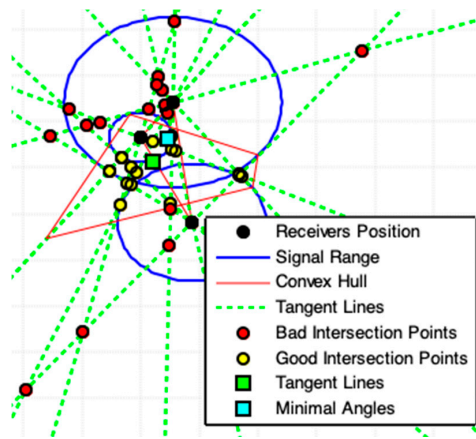 Receivers Position
Signal Range
Convex Hull
Tangent Lines
Bad Intersection Points
Good Intersection Points
Tangent Lines
Minimal Angles